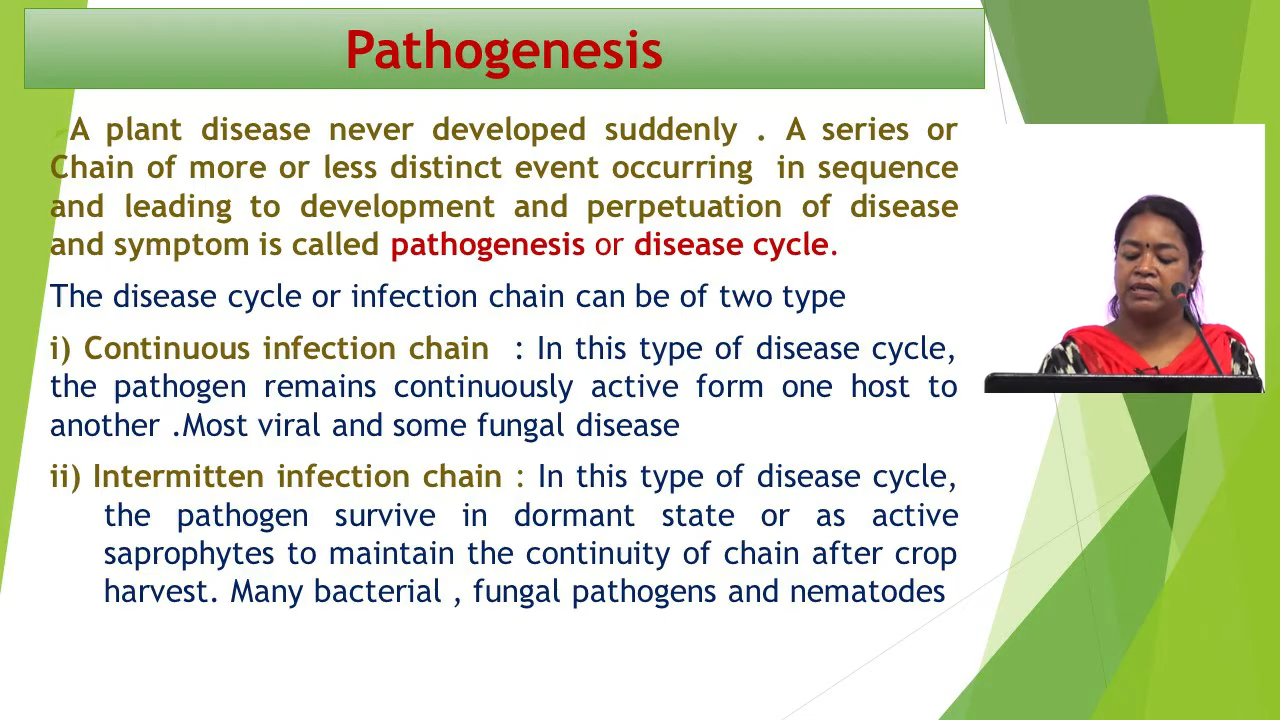 Pathogenesis
A plant disease never developed suddenly . A series or
Chain of more or less distinct event occurring in sequence
and leading to development and perpetuation of disease
and symptom is called pathogenesis or disease cycle.
The disease cycle or infection chain can be of two type
i) Continuous infection chain : In this type of disease cycle,
the pathogen remains continuously active form one host to
another .Most viral and some fungal disease
ii) Intermitten infection chain : In this type of disease cycle,
the pathogen survive in dormant state or as active
saprophytes to maintain the continuity of chain after crop
harvest. Many bacterial , fungal pathogens and nematodes